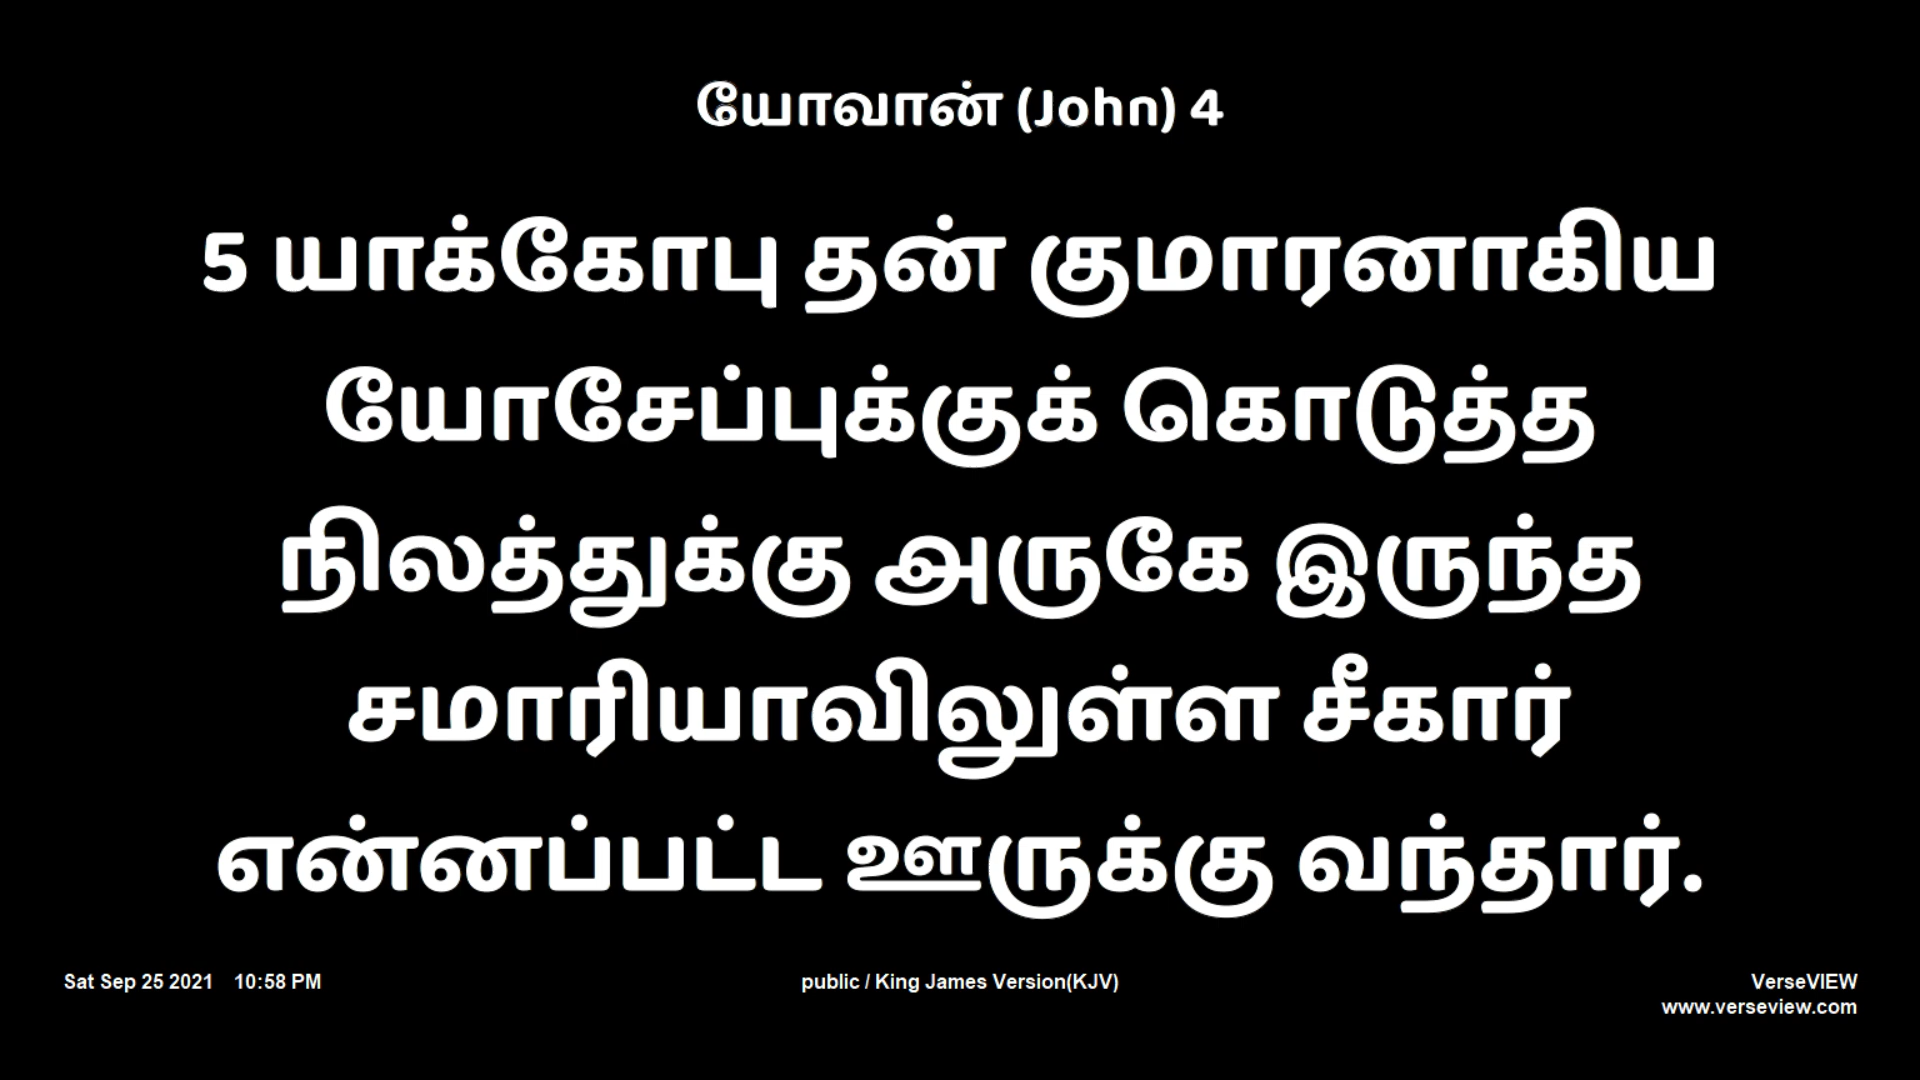 யோவான் (John) 4
5 யாக்கோபு தன் குமாரனாகிய
யோசேப்புக்குக் கொடுத்த
நிலத்துக்கு அருகே இருந்த
சமாரியாவிலுள்ள சீகார்
என்னப்பட்ட ஊருக்கு வந்தார்.
Sat Sep 25 2021 10:58 PM
public / King James Version(KJV)
VerseVIEW
www.verseview.com